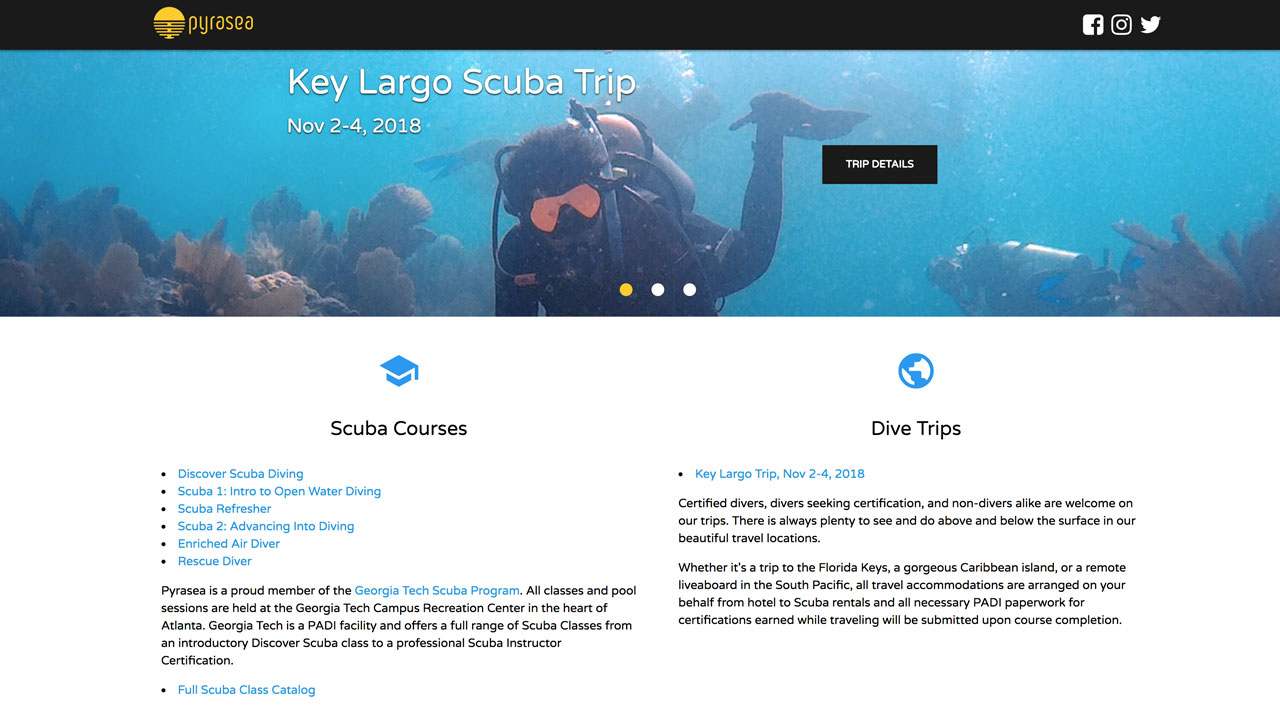 pyrasea
Key Largo Scuba Trip
Nov 2-4, 2018
TRIP DETAILS
Scuba Courses
Discover Scuba Diving
Scuba 1: Intro to Open Water Diving
Scuba Refresher
Scuba 2: Advancing Into Diving
Enriched Air Diver
Rescue Diver
Pyrasea is a proud member of the Georgia Tech Scuba Program. All classes and pool
sessions are held at the Georgia Tech Campus Recreation Center in the heart of
Atlanta. Georgia Tech is a PADI facility and offers a full range of Scuba Classes from
an introductory Discover Scuba class to a professional Scuba Instructor
Certification.
Full Scuba Class Catalog
Dive Trips
Key Largo Trip, Nov 2-4, 2018
Certified divers, divers seeking certification, and non-divers alike are welcome on
our trips. There is always plenty to see and do above and below the surface in our
beautiful travel locations.
Whether it's a trip to the Florida Keys, a gorgeous Caribbean island, or a remote
liveaboard in the South Pacific, all travel accommodations are arranged on your
behalf from hotel to Scuba rentals and all necessary PADI paperwork for
certifications earned while traveling will be submitted upon course completion.